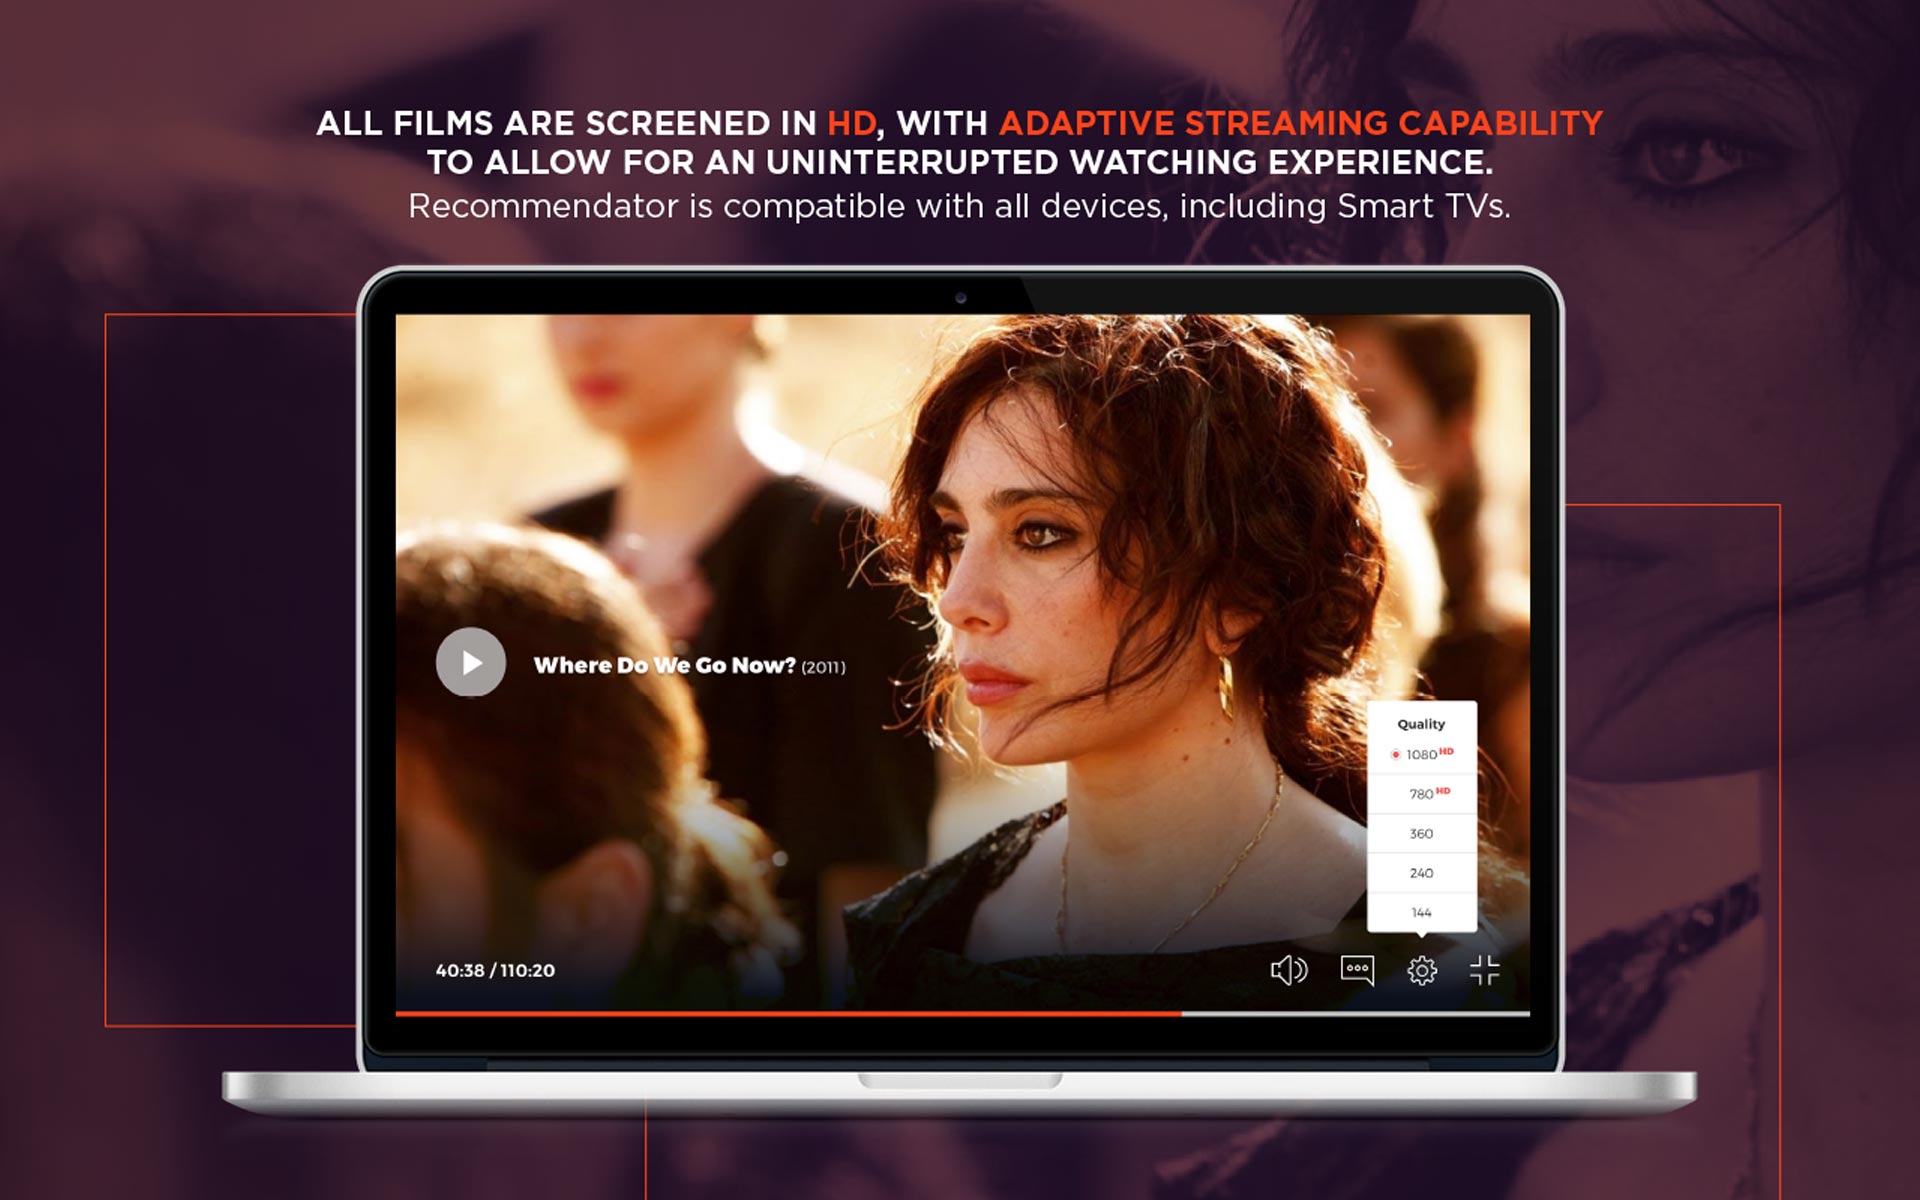 ALL FILMS ARE SCREENED IN HD, WITH ADAPTIVE STREAMING CAPABILITY
TO ALLOW FOR AN UNINTERRUPTED WATCHING EXPERIENCE.
Recommendator is compatible with all devices, including Smart TVs.
Where Do We Go Now? (2011)
Quality
1080 HD
780 HD
360
240
144
40:38 / 110:20